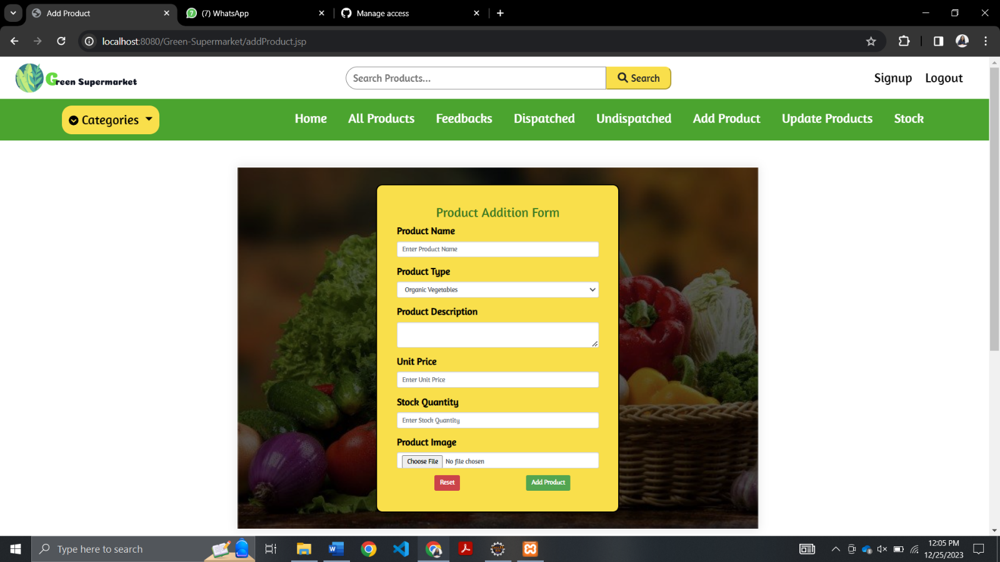 Add Product
(7) WhatsApp
Manage access
localhost:8080/Green-Supermarket/addProduct.jsp
Green Supermarket
Search Products...
Search
Signup
Logout
Categories
Home
All Products
Feedbacks
Dispatched
Undispatched
Add Product
Update Products
Stock
Product Addition Form
Product Name
Enter Product Name
Product Type
Organic Vegetables
Product Description
Unit Price
Enter Unit Price
Stock Quantity
Enter Stock Quantity
Product Image
Choose File No file chosen
Reset
Add Product
Type here to search
12:05 PM
12/25/2023